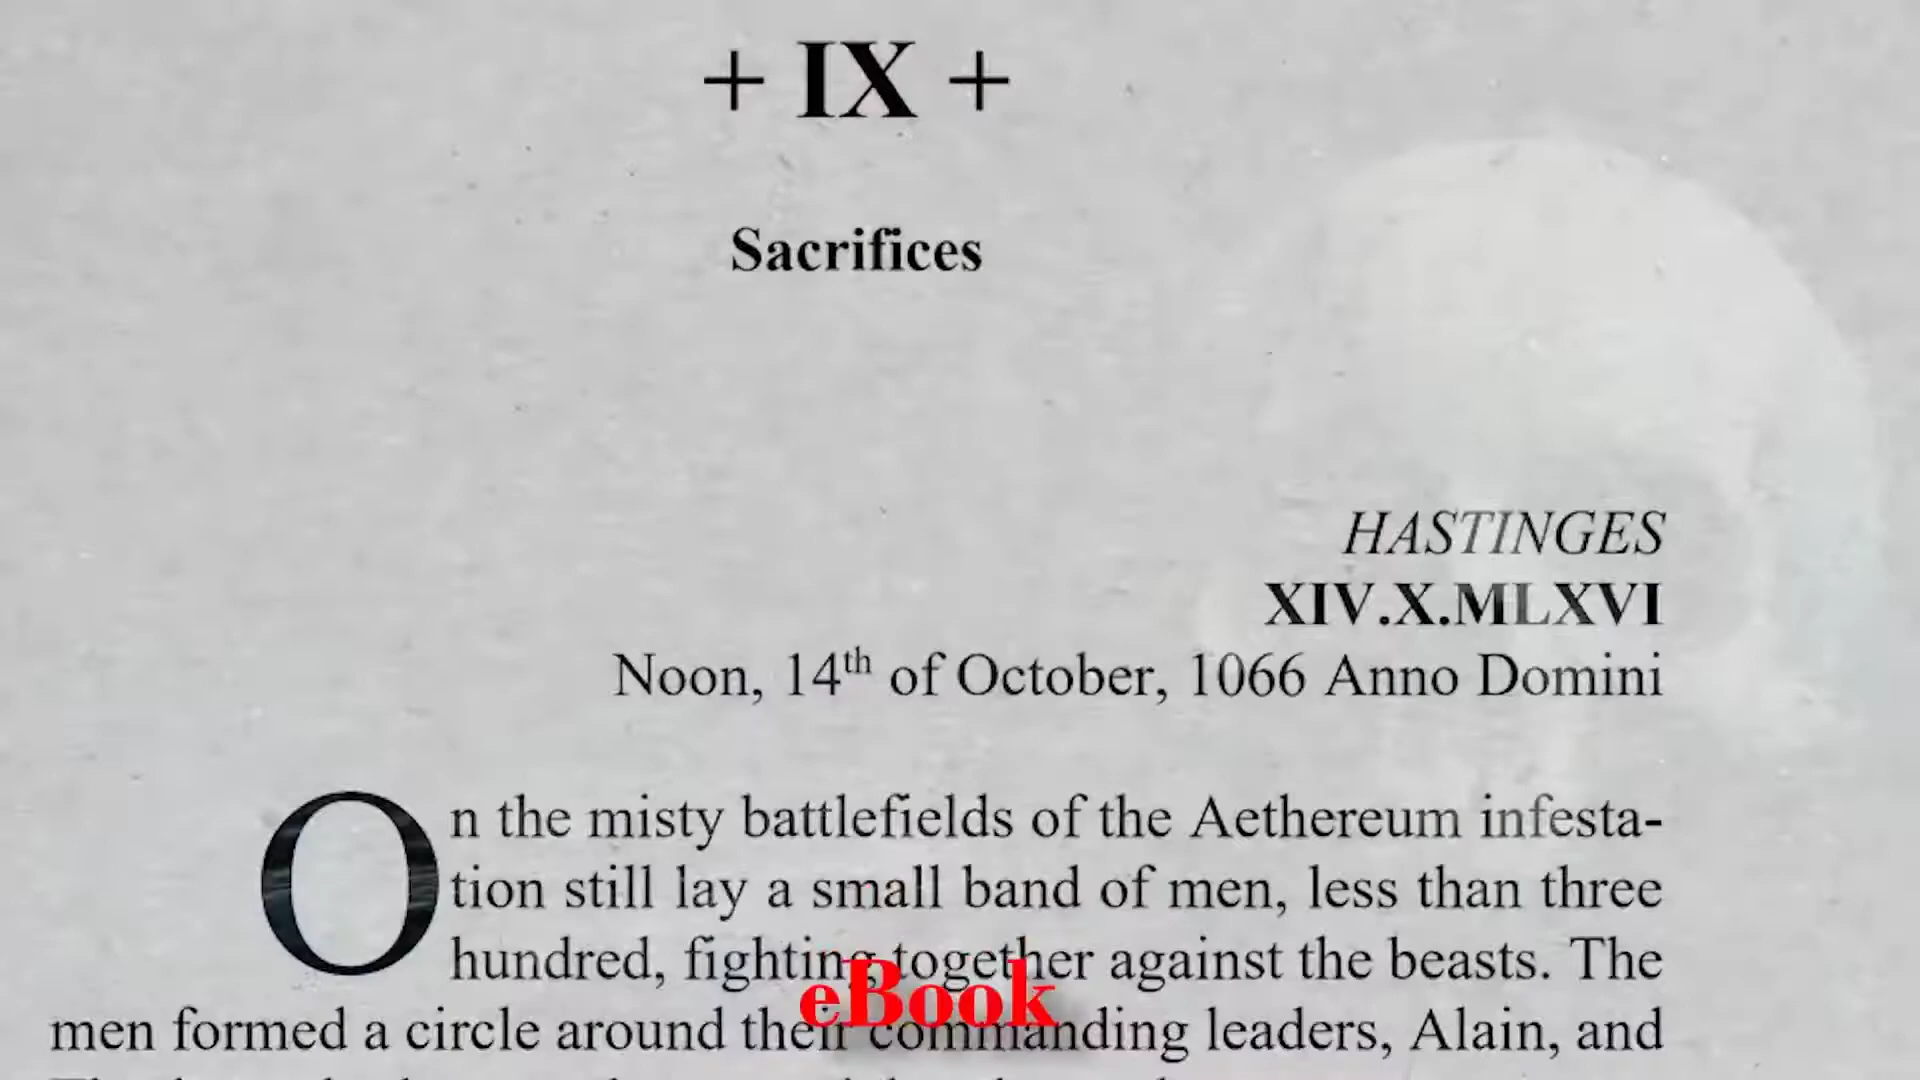 + IX +
Sacrifices
HASTINGES
XIV.X.MLXVI
Noon, 14th of October, 1066 Anno Domini
On the misty battlefields of the Aethereum infesta-
tion still lay a small band of men, less than three
hundred, fighting together against the beasts. The
men formed a circle around their commanding leaders, Alain, and
eBook